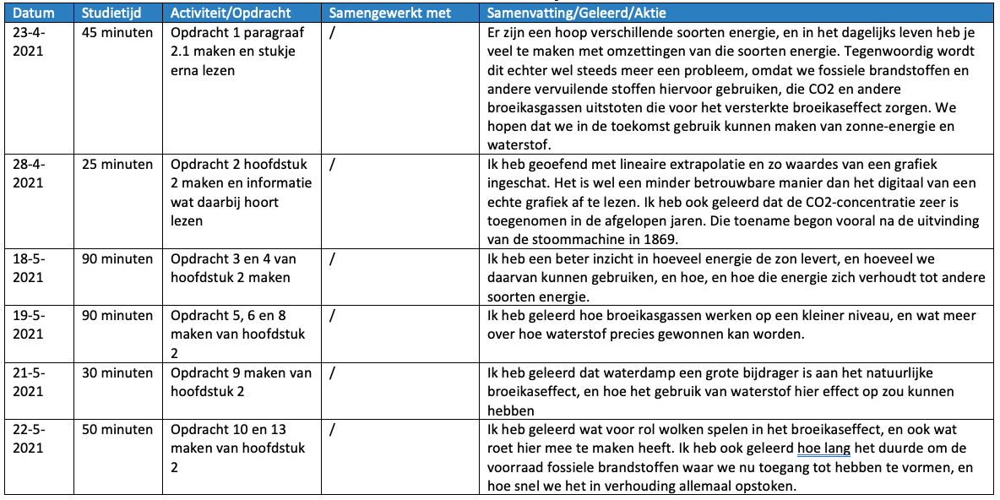 Datum Studietijd Activiteit/Opdracht Samengewerkt met Samenvatting/Geleerd/Aktie
23-4-
2021
45 minuten
Opdracht 1 paragraaf
2.1 maken en stukje
erna lezen
/
Er zijn een hoop verschillende soorten energie, en in het dagelijks leven heb je
veel te maken met omzettingen van die soorten energie. Tegenwoordig wordt
dit echter wel steeds meer een probleem, omdat we fossiele brandstoffen en
andere vervuilende stoffen hiervoor gebruiken, die CO2 en andere
broeikasgassen uitstoten die voor het versterkte broeikaseffect zorgen. We
hopen dat we in de toekomst gebruik kunnen maken van zonne-energie en
waterstof.
28-4-
2021
25 minuten
Opdracht 2 hoofdstuk
2 maken en informatie
wat daarbij hoort
lezen
/
Ik heb geoefend met lineaire extrapolatie en zo waardes van een grafiek
ingeschat. Het is wel een minder betrouwbare manier dan het digitaal van een
echte grafiek af te lezen. Ik heb ook geleerd dat de CO2-concentratie zeer is
toegenomen in de afgelopen jaren. Die toename begon vooral na de uitvinding
van de stoommachine in 1869.
18-5-
2021
90 minuten
Opdracht 3 en 4 van
hoofdstuk 2 maken
/
Ik heb een beter inzicht in hoeveel energie de zon levert, en hoeveel we
daarvan kunnen gebruiken, en hoe, en hoe die energie zich verhoudt tot andere
soorten energie.
19-5-
2021
90 minuten
Opdracht 5, 6 en 8
maken van hoofdstuk
2
/
Ik heb geleerd hoe broeikasgassen werken op een kleiner niveau, en wat meer
over hoe waterstof precies gewonnen kan worden.
21-5-
2021
30 minuten
Opdracht 9 maken van
hoofdstuk 2
/
Ik heb geleerd dat waterdamp een grote bijdrager is aan het natuurlijke
broeikaseffect, en hoe het gebruik van waterstof hier effect op zou kunnen
hebben
22-5-
2021
50 minuten
Opdracht 10 en 13
maken van hoofdstuk
2
/
Ik heb geleerd wat voor rol wolken spelen in het broeikaseffect, en ook wat
roet hier mee te maken heeft. Ik heb ook geleerd hoe lang het duurde om de
voorraad fossiele brandstoffen waar we nu toegang tot hebben te vormen, en
hoe snel we het in verhouding allemaal opstoken.